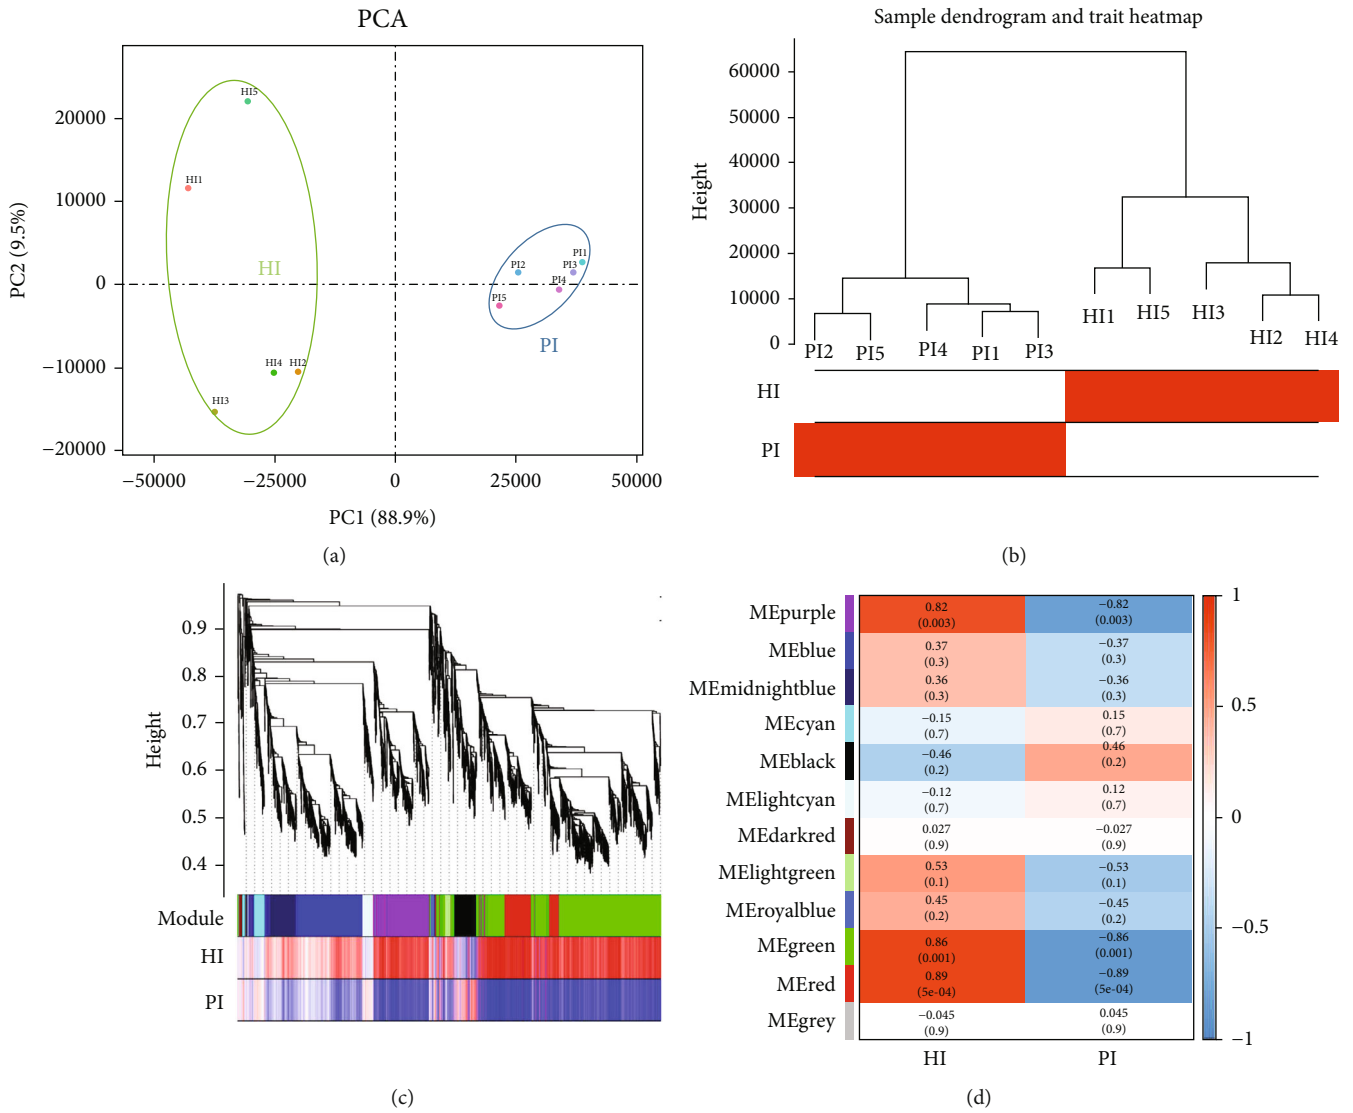 PCA
HI5
HI1
HI
HI4
HI2
HI3
PI1
PI2
PI3
PI4
PI5
PI
20000
10000
0
−10000
−20000
PC2 (9.5%)
−50000
−25000
0
25000
50000
PC1 (88.9%)
(a)
Sample dendrogram and trait heatmap
60000
50000
40000
30000
20000
10000
0
Height
PI2
PI5
PI4
PI1
PI3
HI1
HI5
HI3
HI2
HI4
HI
PI
(b)
0.9
0.8
0.7
0.6
0.5
0.4
Height
Module
HI
PI
(c)
MEpurple
0.82
(0.003)
−0.82
(0.003)
MEblue
0.37
(0.3)
−0.37
(0.3)
MEmidnightblue
0.36
(0.3)
−0.36
(0.3)
MEcyan
−0.15
(0.7)
0.15
(0.7)
MEblack
−0.46
(0.2)
0.46
(0.2)
MElightcyan
−0.12
(0.7)
0.12
(0.7)
MEdarkred
0.027
(0.9)
−0.027
(0.9)
MElightgreen
0.53
(0.1)
−0.53
(0.1)
MEroyalblue
0.45
(0.2)
−0.45
(0.2)
MEgreen
0.86
(0.001)
−0.86
(0.001)
MEred
0.89
(5e-04)
−0.89
(5e-04)
MEgrey
−0.045
(0.9)
0.045
(0.9)
HI
PI
1
0.5
0
−0.5
−1
(d)